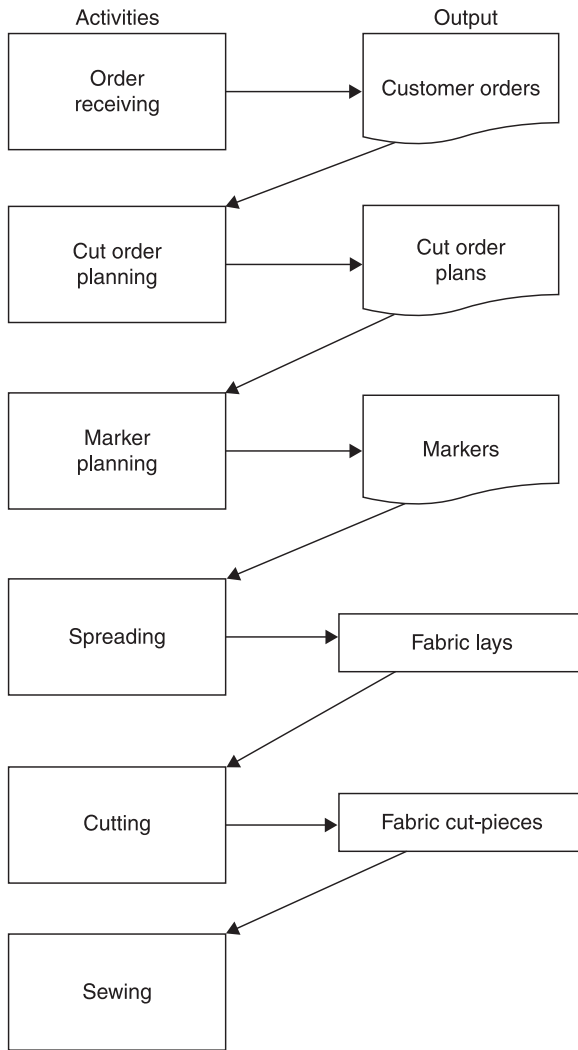 Activities
Output
Order
receiving
Customer orders
Cut order
planning
Cut order
plans
Marker
planning
Markers
Spreading
Fabric lays
Cutting
Fabric cut-pieces
Sewing